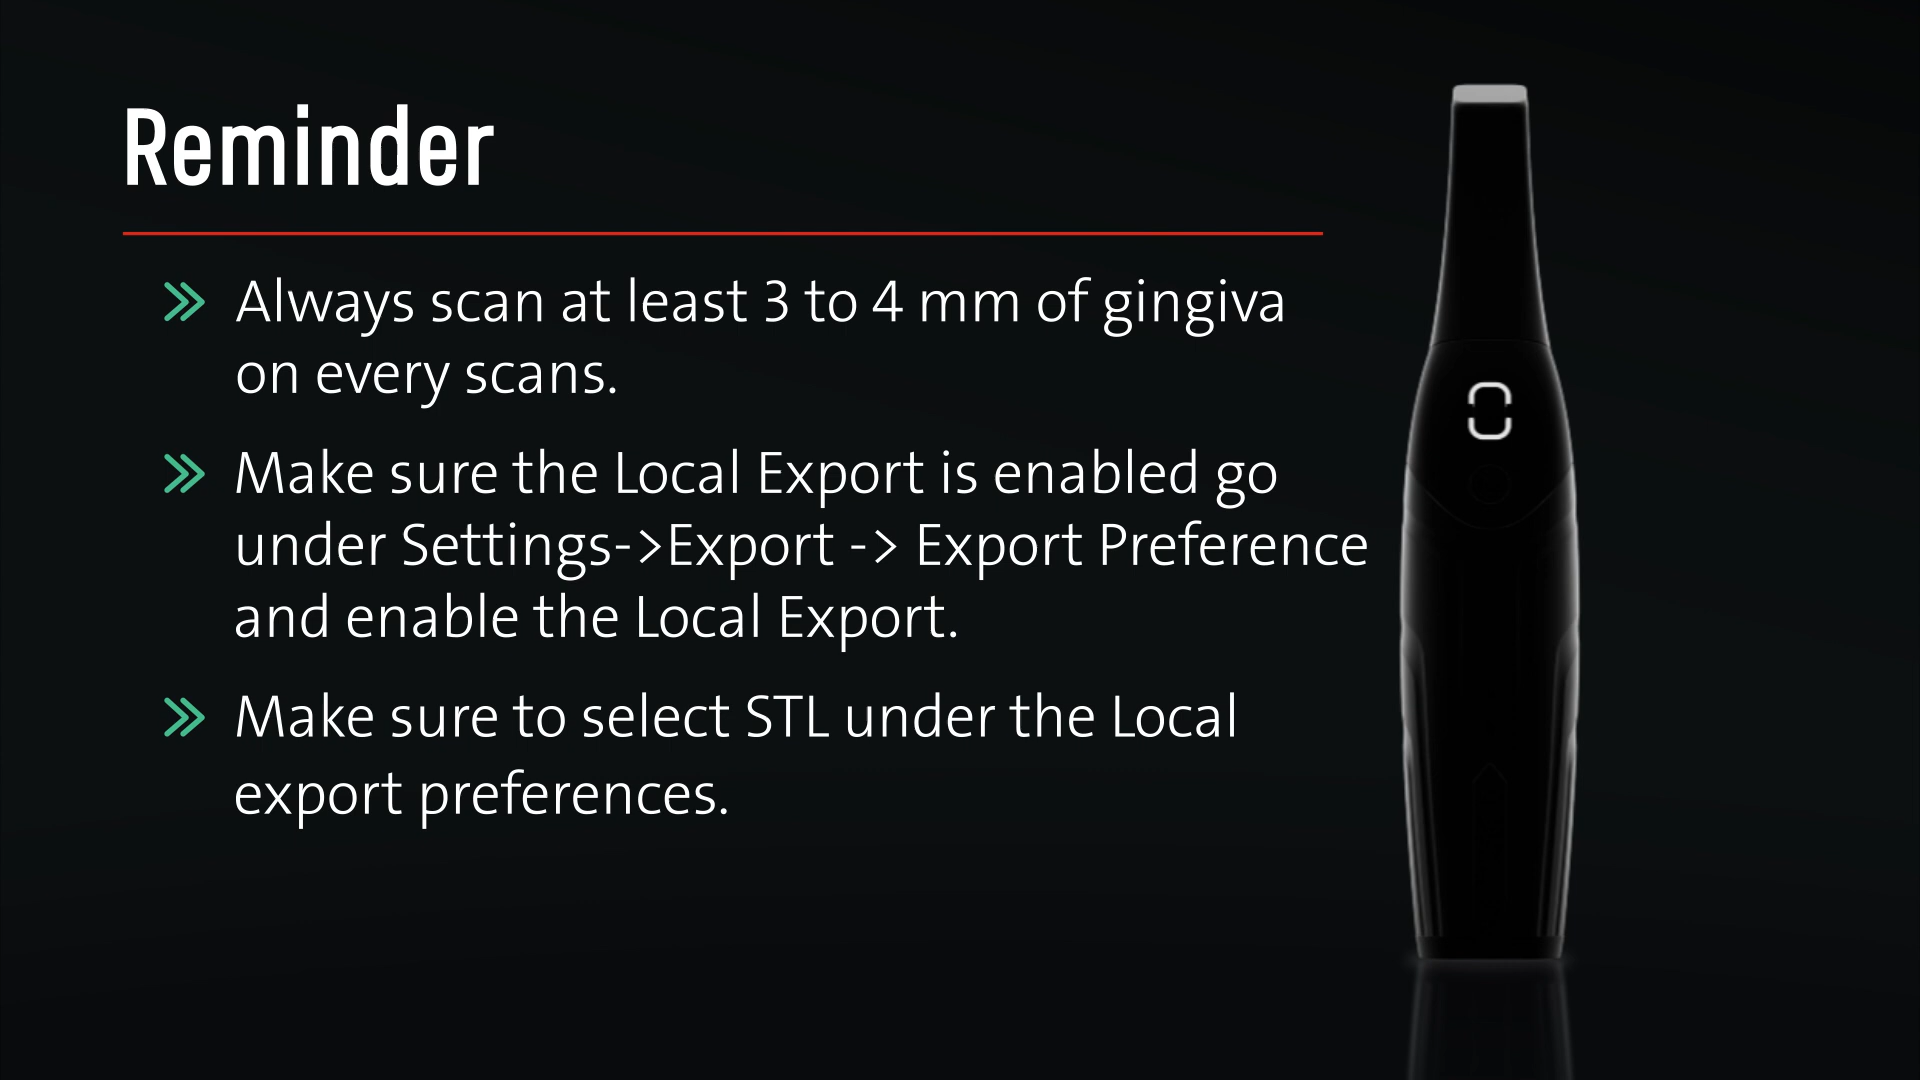 Reminder
Always scan at least 3 to 4 mm of gingiva
on every scans.
Make sure the Local Export is enabled go
under Settings->Export -> Export Preference
and enable the Local Export.
Make sure to select STL under the Local
export preferences.